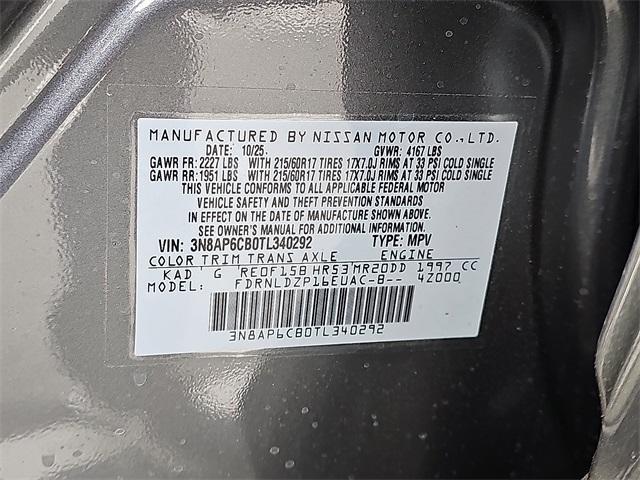 MANUFACTURED BY NISSAN MOTOR CO., LTD.
DATE: 10/25. GVWR: 4167 LBS
GAWR FR: 2227 LBS WITH 215/60R17 TIRES 17X7.0J RIMS AT 33 PSI COLD SINGLE
GAWR RR: 1951 LBS WITH 215/60R17 TIRES 17X7.0J RIMS AT 33 PSI COLD SINGLE
THIS VEHICLE CONFORMS TO ALL APPLICABLE FEDERAL MOTOR
VEHICLE SAFETY AND THEFT PREVENTION STANDARDS
IN EFFECT ON THE DATE OF MANUFACTURE SHOWN ABOVE.
SEE OWNER'S MANUAL FOR ADDITIONAL INFORMATION.
VIN: 3N8AP6CB0TL340292 TYPE: MPV
COLOR TRIM TRANS AXLE ENGINE
KAD G RE0F15B HR53 MR20DD 1997 CC
MODEL: FDRNLDZP16EUAC-B-- 4Z000
3N8AP6CB0TL340292